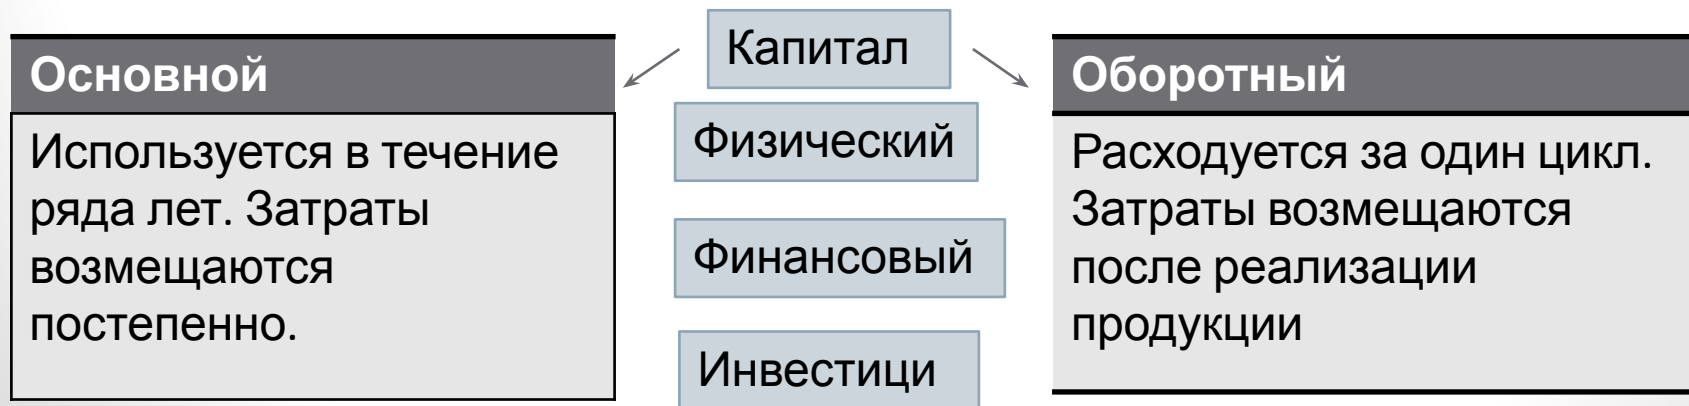 Капитал
Основной
Используется в течение
ряда лет. Затраты
возмещаются
постепенно.
Физический
Финансовый
Инвестици
Оборотный
Расходуется за один цикл.
Затраты возмещаются
после реализации
продукции